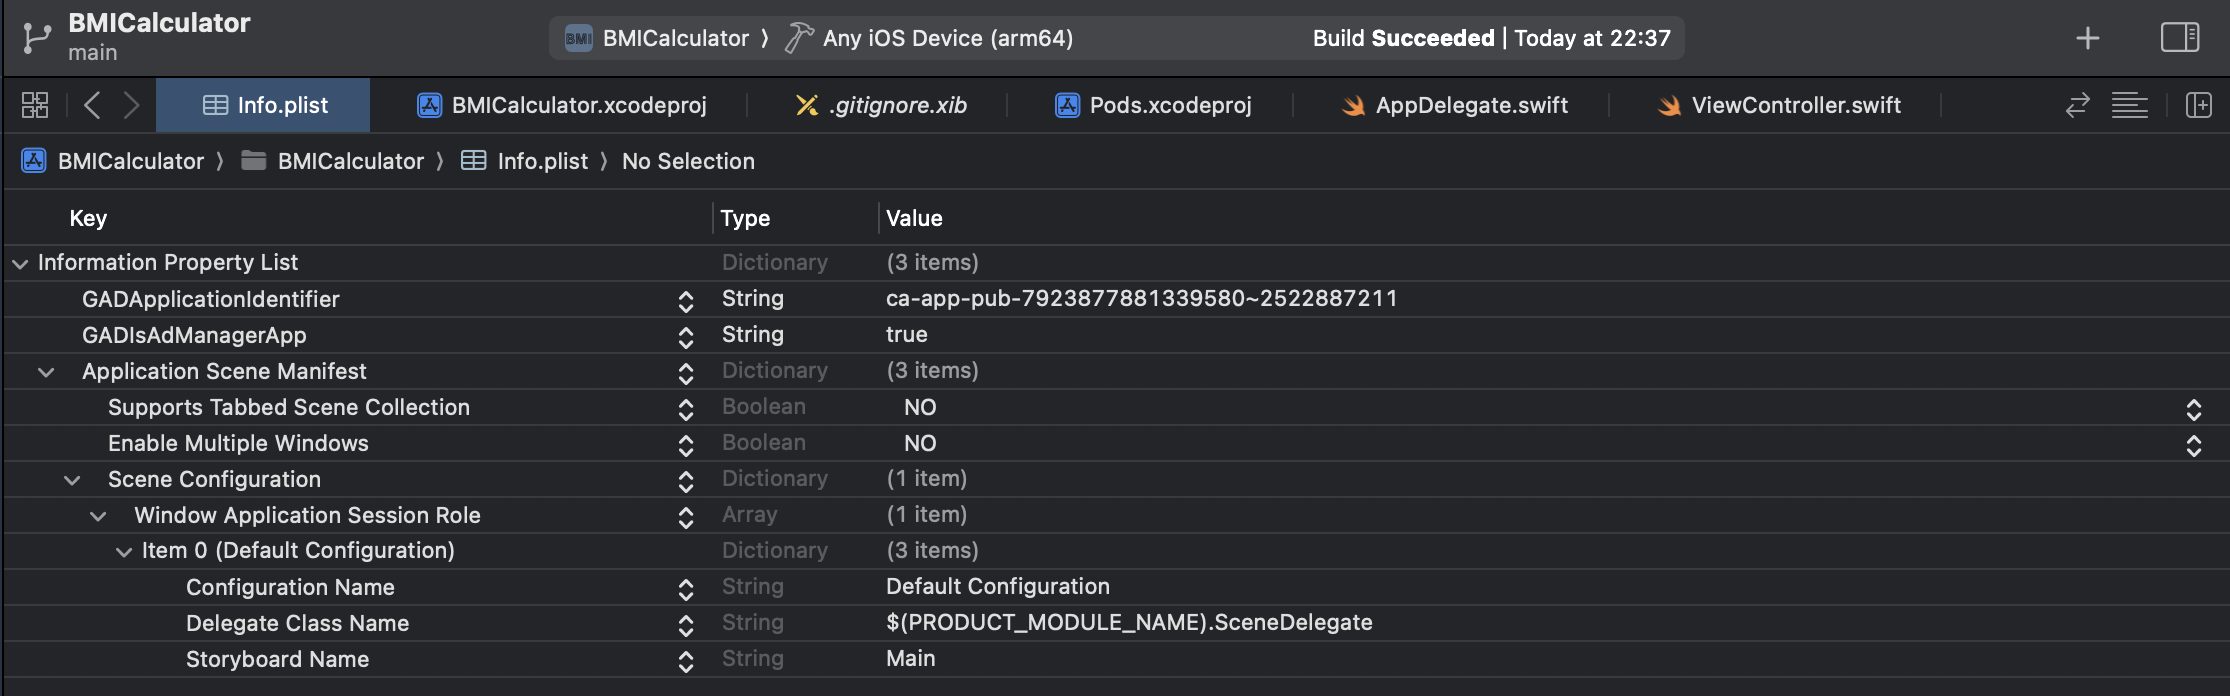 BMICalculator
main
BMI BMICalculator Any iOS Device (arm64) Build Succeeded | Today at 22:37
Info.plist BMICalculator.xcodeproj .gitignore.xib Pods.xcodeproj AppDelegate.swift ViewController.swift
BMICalculator BMICalculator Info.plist No Selection
Key Type Value
Information Property List Dictionary (3 items)
GADApplicationIdentifier String ca-app-pub-7923877881339580~2522887211
GADIsAdManagerApp String true
Application Scene Manifest Dictionary (3 items)
Supports Tabbed Scene Collection Boolean NO
Enable Multiple Windows Boolean NO
Scene Configuration Dictionary (1 item)
Window Application Session Role Array (1 item)
Item 0 (Default Configuration) Dictionary (3 items)
Configuration Name String Default Configuration
Delegate Class Name String $(PRODUCT_MODULE_NAME).SceneDelegate
Storyboard Name String Main